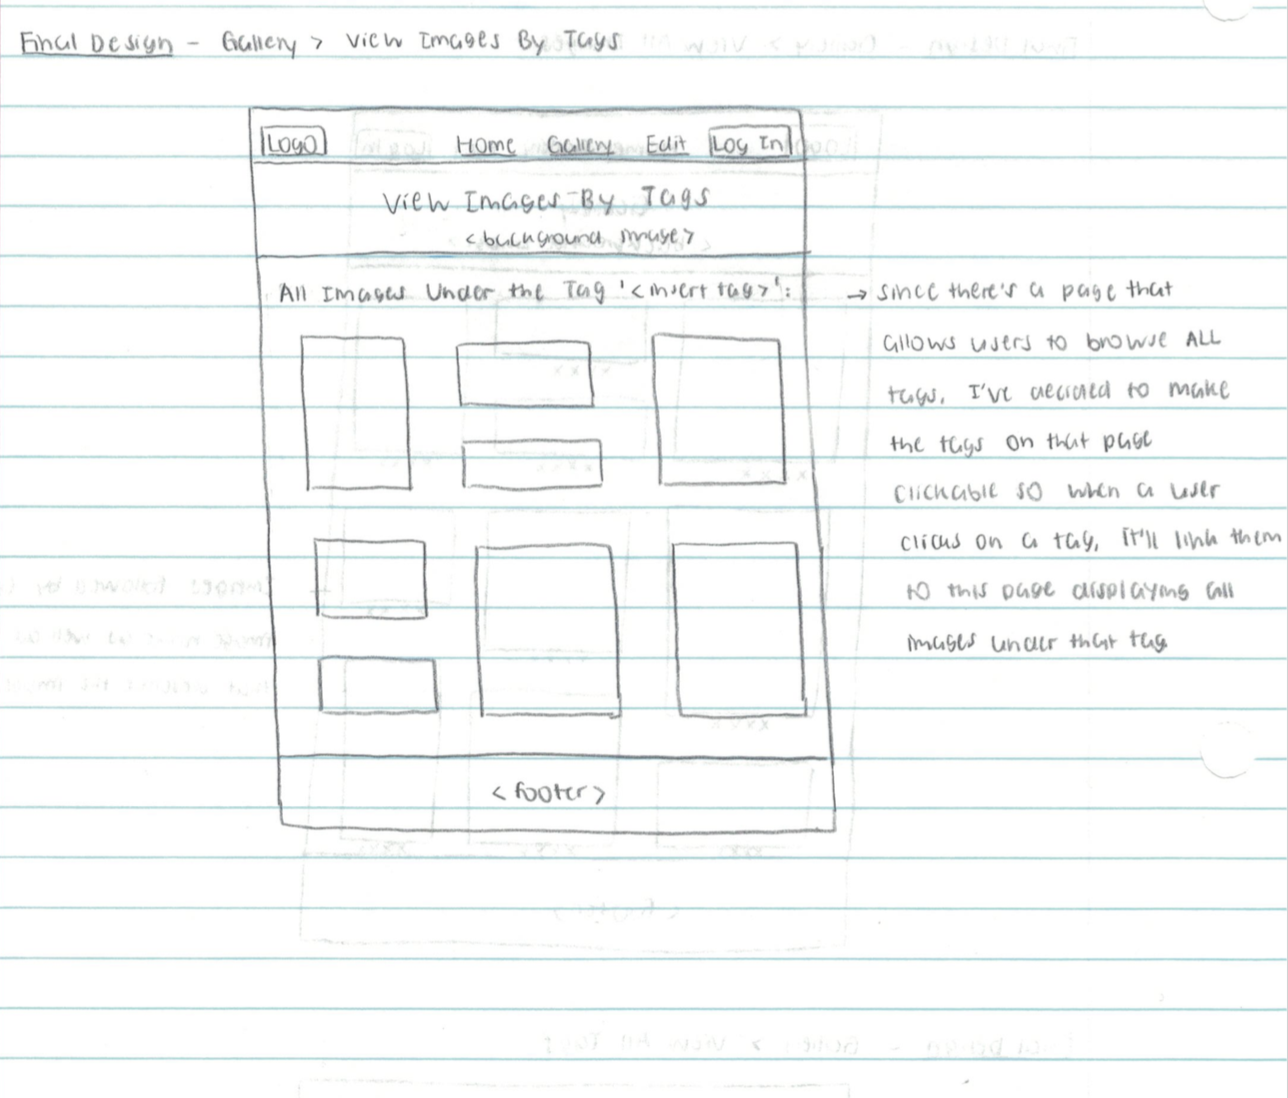 Final Design - Gallery > View Images By Tags
Logo Home Gallery Edit Log In
View Images By Tags
<background image>
All Images Under the Tag '<insert tag>':
→ since there's a page that
allows users to browse ALL
tags, I've decided to make
the tags on that page
clickable so when a user
clicks on a tag, it'll link them
to this page displaying all
images under that tag
<footer>